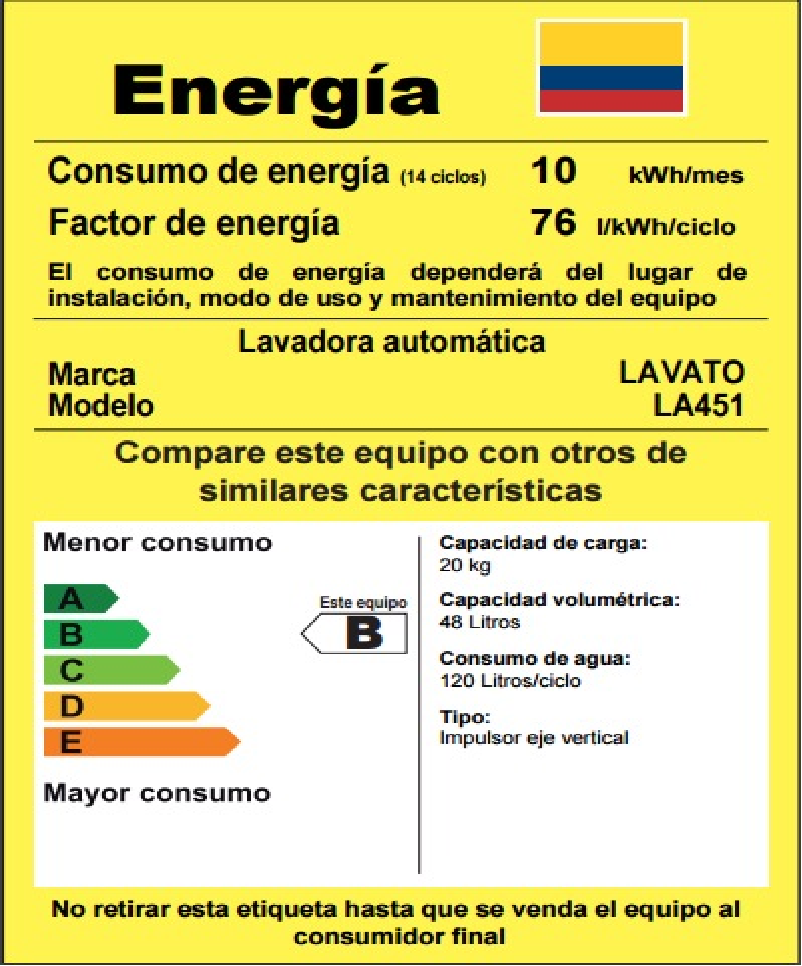 Energía
Consumo de energía (14 ciclos) 10 kWh/mes
Factor de energía 76 l/kWh/ciclo
El consumo de energía dependerá del lugar de
instalación, modo de uso y mantenimiento del equipo
Lavadora automática
Marca LAVATO
Modelo LA451
Compare este equipo con otros de
similares características
Menor consumo
A
B
C
D
E
Mayor consumo
Este equipo
B
Capacidad de carga:
20 kg
Capacidad volumétrica:
48 Litros
Consumo de agua:
120 Litros/ciclo
Tipo:
Impulsor eje vertical
No retirar esta etiqueta hasta que se venda el equipo al
consumidor final